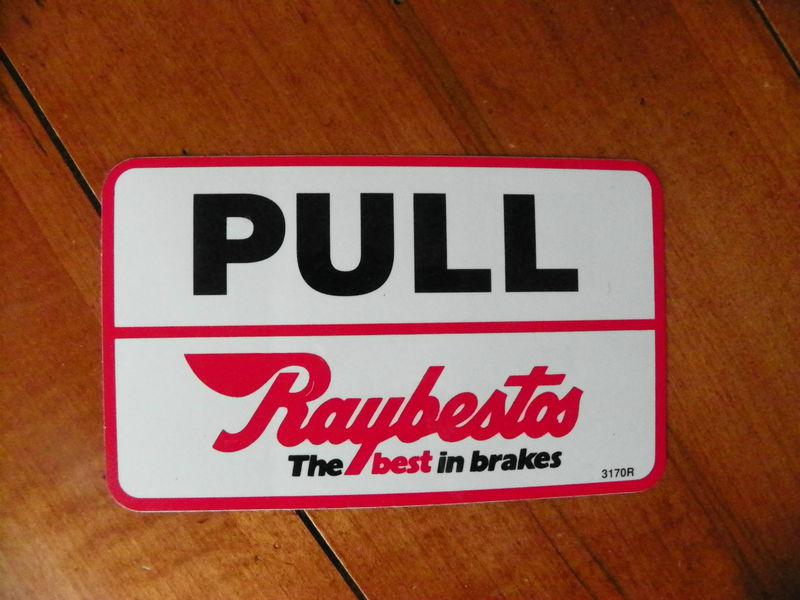 PULL
Raybestos
The best in brakes
3170R